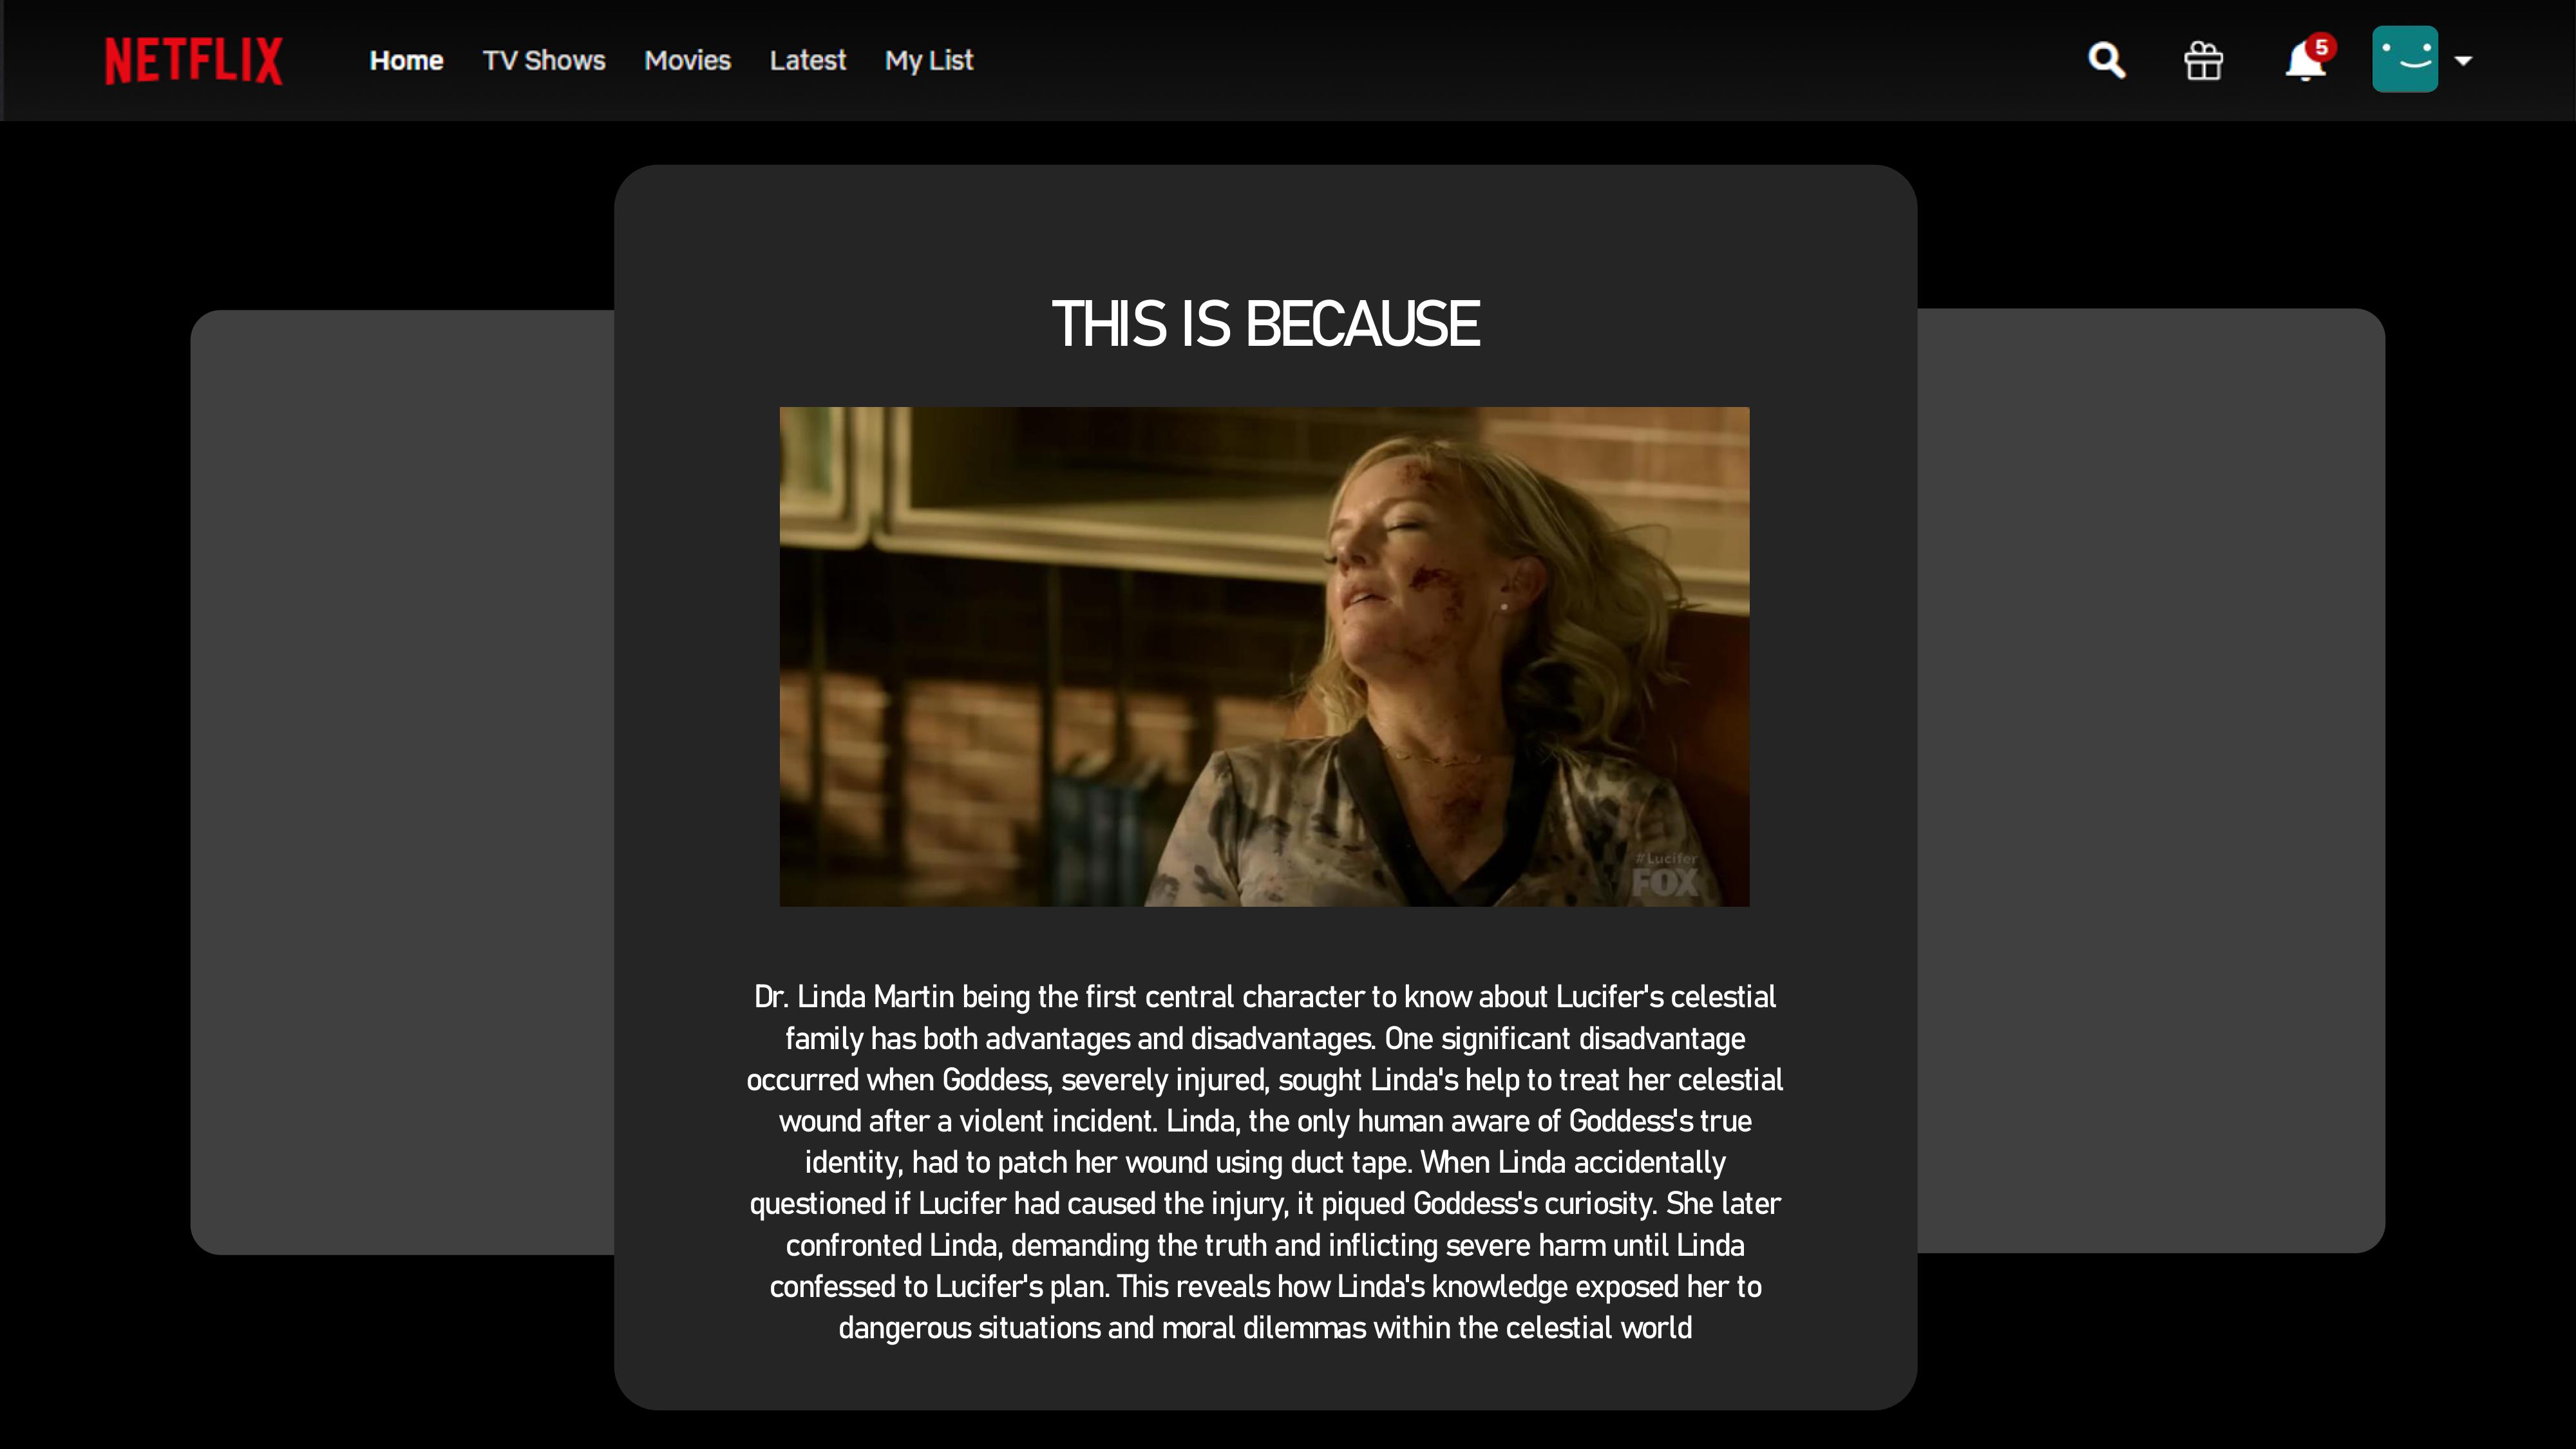 NETFLIX Home TV Shows Movies Latest My List 5
THIS IS BECAUSE
#Lucifer
FOX
Dr. Linda Martin being the first central character to know about Lucifer's celestial
family has both advantages and disadvantages. One significant disadvantage
occurred when Goddess, severely injured, sought Linda's help to treat her celestial
wound after a violent incident. Linda, the only human aware of Goddess's true
identity, had to patch her wound using duct tape. When Linda accidentally
questioned if Lucifer had caused the injury, it piqued Goddess's curiosity. She later
confronted Linda, demanding the truth and inflicting severe harm until Linda
confessed to Lucifer's plan. This reveals how Linda's knowledge exposed her to
dangerous situations and moral dilemmas within the celestial world